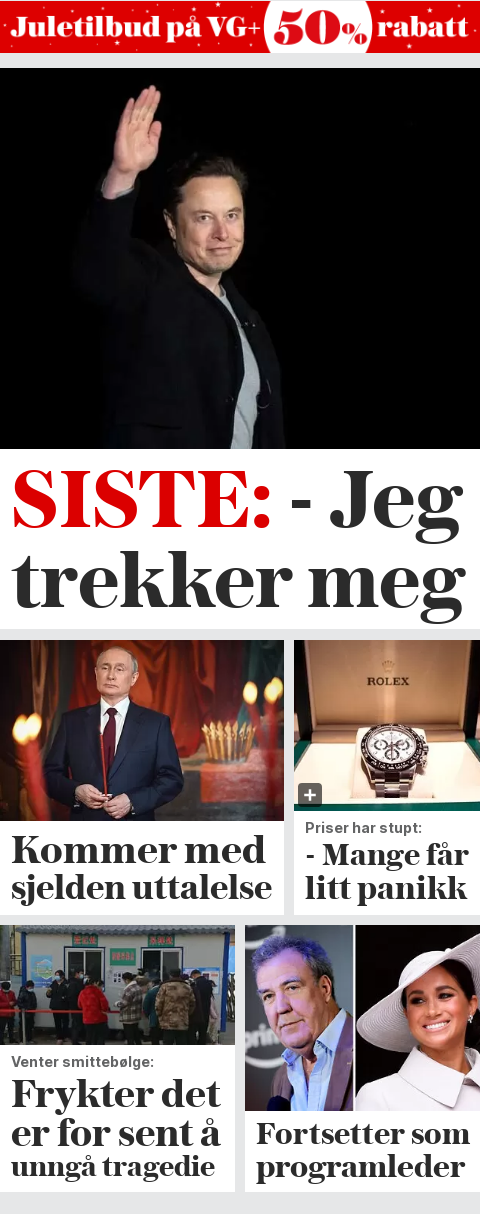 Juletilbud på VG+ 50% rabatt
SISTE: - Jeg
trekker meg
ROLEX
Kommer med
sjelden uttalelse
Priser har stupt:
- Mange får
litt panikk
Venter smittebølge:
Frykter det
er for sent å
unngå tragedie
Fortsetter som
programleder